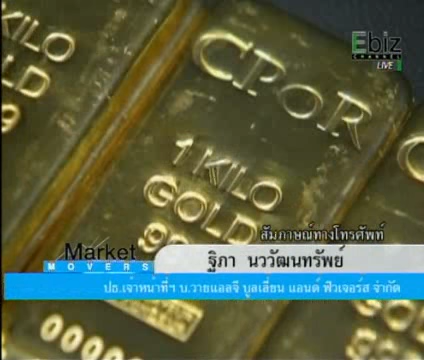 KILO
GOLD
9
CPoR
1 KILO
GOLD
C
Ebiz
CHANNEL
LIVE
สัมภาษณ์ทางโทรศัพท์
Market
MOVERS
ฐิภา นววัฒนทรัพย์
ปธ.เจ้าหน้าที่ฯ บ.วายแอลจี บูลเลี่ยน แอนด์ ฟิวเจอร์ส จำกัด
0000